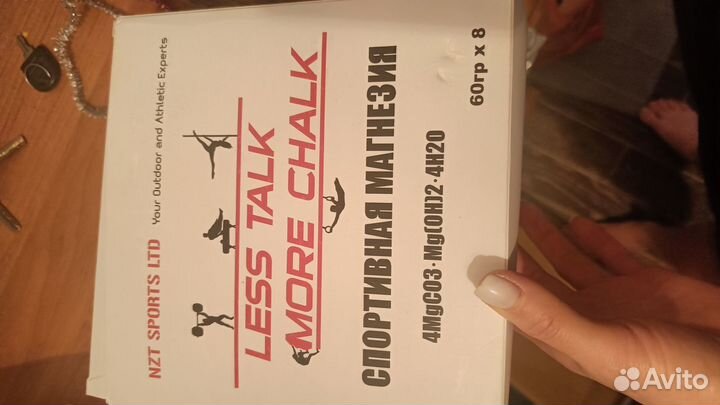 NZT SPORTS LTD
Your Outdoor and Athletic Experts
LESS TALK
MORE CHALK
СПОРТИВНАЯ МАГНЕЗИЯ
4MgCO3·Mg(OH)2·4H2O
60гр x 8
Avito